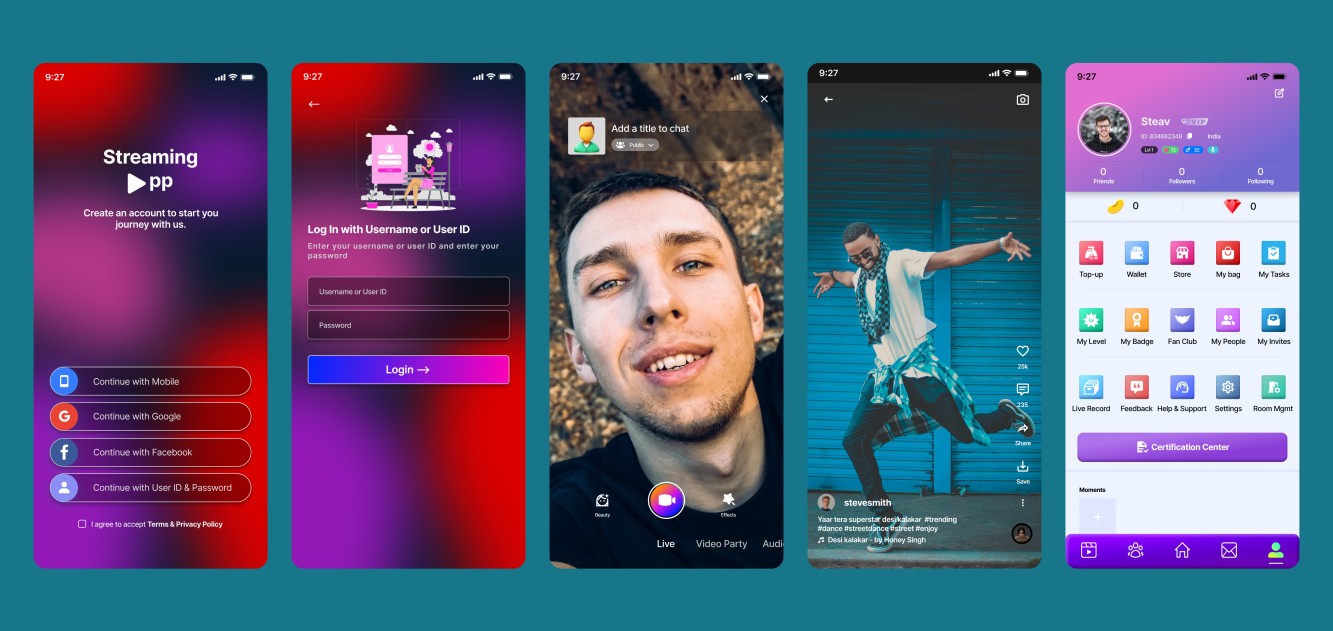 9:27
Streaming
pp
Create an account to start you
journey with us.
Continue with Mobile
Continue with Google
Continue with Facebook
Continue with User ID & Password
I agree to accept Terms & Privacy Policy
9:27
Log In with Username or User ID
Enter your username or user ID and enter your
password
Username or User ID
Password
Login
9:27
Add a title to chat
Public
Beauty
Effects
Live Video Party Audi
9:27
25k
235
Share
Save
stevesmith
Yaar tera superstar desi kalakar #trending
#dance #streetdance #street #enjoy
Desi kalakar - by Honey Singh
9:27
Steav VIP
ID: 834682349 India
Lvl 1 12 32
0 0 0
Friends Followers Following
0 0
Top-up Wallet Store My bag My Tasks
My Level My Badge Fan Club My People My Invites
Live Record Feedback Help & Support Settings Room Mgmt
Certification Center
Moments